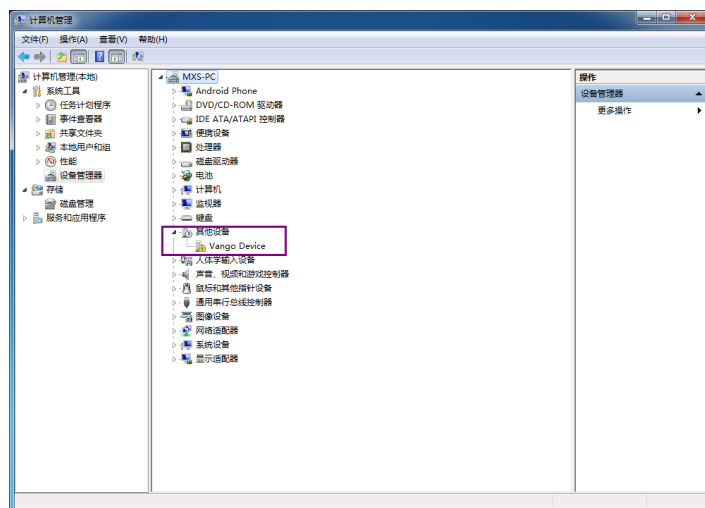 计算机管理
文件(F) 操作(A) 查看(V) 帮助(H)
计算机管理(本地)
系统工具
任务计划程序
事件查看器
共享文件夹
本地用户和组
性能
设备管理器
存储
磁盘管理
服务和应用程序
MXS-PC
Android Phone
DVD/CD-ROM 驱动器
IDE ATA/ATAPI 控制器
便携设备
处理器
磁盘驱动器
电池
计算机
监视器
键盘
其他设备
Vango Device
人体学输入设备
声音、视频和游戏控制器
鼠标和其他指针设备
通用串行总线控制器
图像设备
网络适配器
系统设备
显示适配器
操作
设备管理器
更多操作